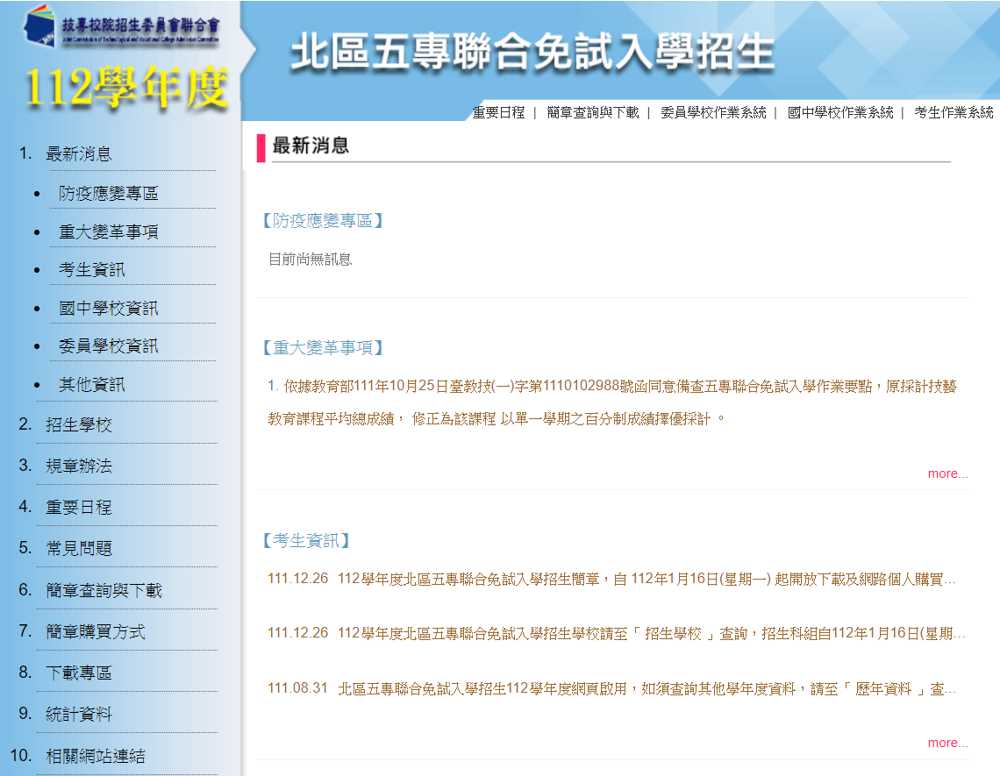 技專校院招生委員會聯合會
Joint Commission of Technological and Vocational College Admission Committee
112學年度
北區五專聯合免試入學招生
重要日程 | 簡章查詢與下載 | 委員學校作業系統 | 國中學校作業系統 | 考生作業系統
1. 最新消息
• 防疫應變專區
• 重大變革事項
• 考生資訊
• 國中學校資訊
• 委員學校資訊
• 其他資訊
2. 招生學校
3. 規章辦法
4. 重要日程
5. 常見問題
6. 簡章查詢與下載
7. 簡章購買方式
8. 下載專區
9. 統計資料
10. 相關網站連結
最新消息
【防疫應變專區】
目前尚無訊息
【重大變革事項】
1. 依據教育部111年10月25日臺教技(一)字第1110102988號函同意備查五專聯合免試入學作業要點，原採計技藝
教育課程平均總成績， 修正為該課程 以單一學期之百分制成績擇優採計 。
more...
【考生資訊】
111.12.26 112學年度北區五專聯合免試入學招生簡章，自 112年1月16日(星期一) 起開放下載及網路個人購買...
111.12.26 112學年度北區五專聯合免試入學招生學校請至「 招生學校 」查詢，招生科組自112年1月16日(星期...
111.08.31 北區五專聯合免試入學招生112學年度網頁啟用，如須查詢其他學年度資料，請至「 歷年資料 」查...
more...